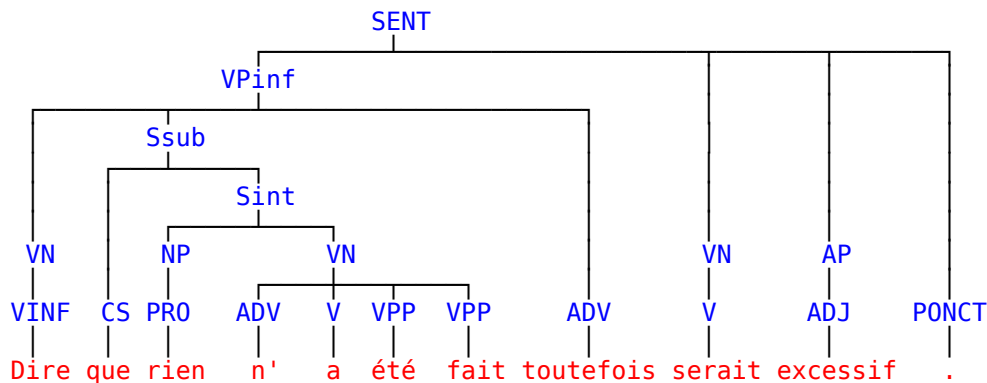 SENT
VPinf
Ssub
Sint
VN NP VN VN AP
VINF CS PRO ADV V VPP VPP ADV V ADJ PONCT
Dire que rien n' a été fait toutefois serait excessif .